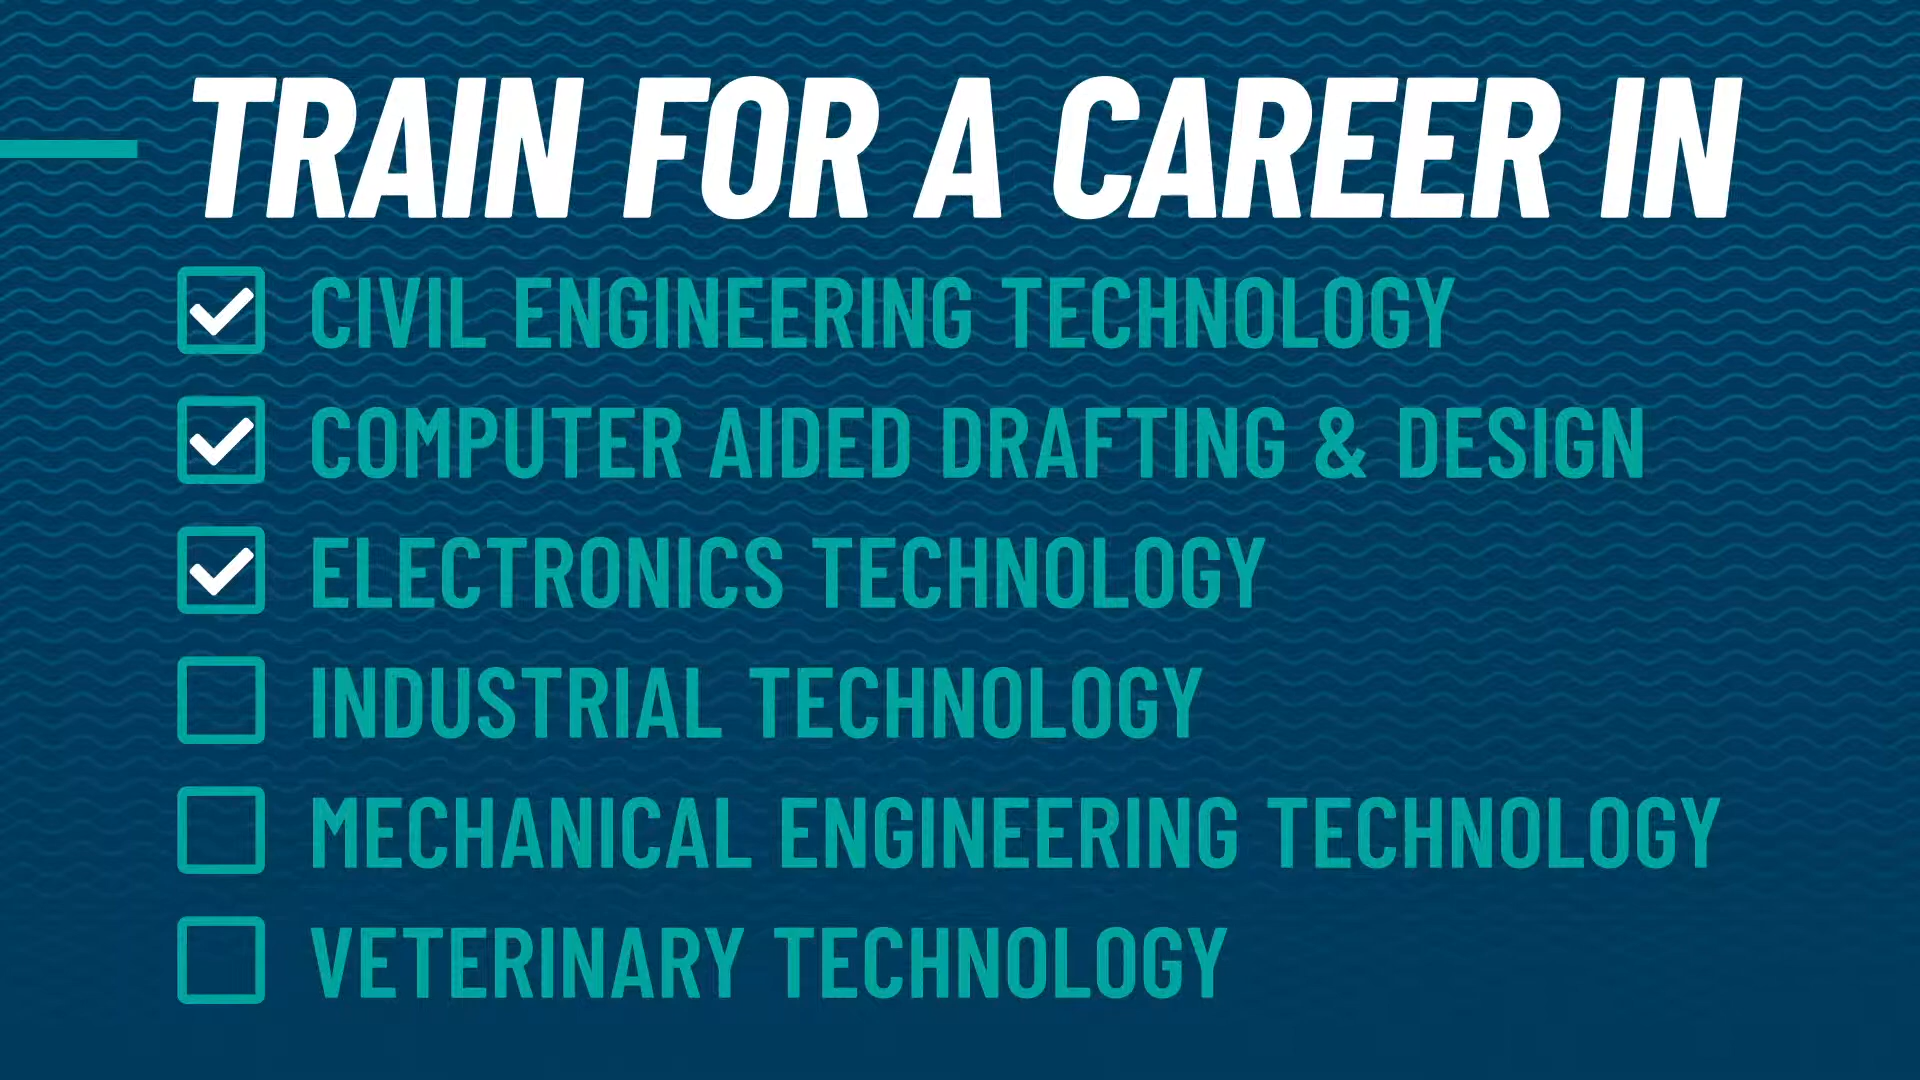 TRAIN FOR A CAREER IN
CIVIL ENGINEERING TECHNOLOGY
COMPUTER AIDED DRAFTING & DESIGN
ELECTRONICS TECHNOLOGY
INDUSTRIAL TECHNOLOGY
MECHANICAL ENGINEERING TECHNOLOGY
VETERINARY TECHNOLOGY